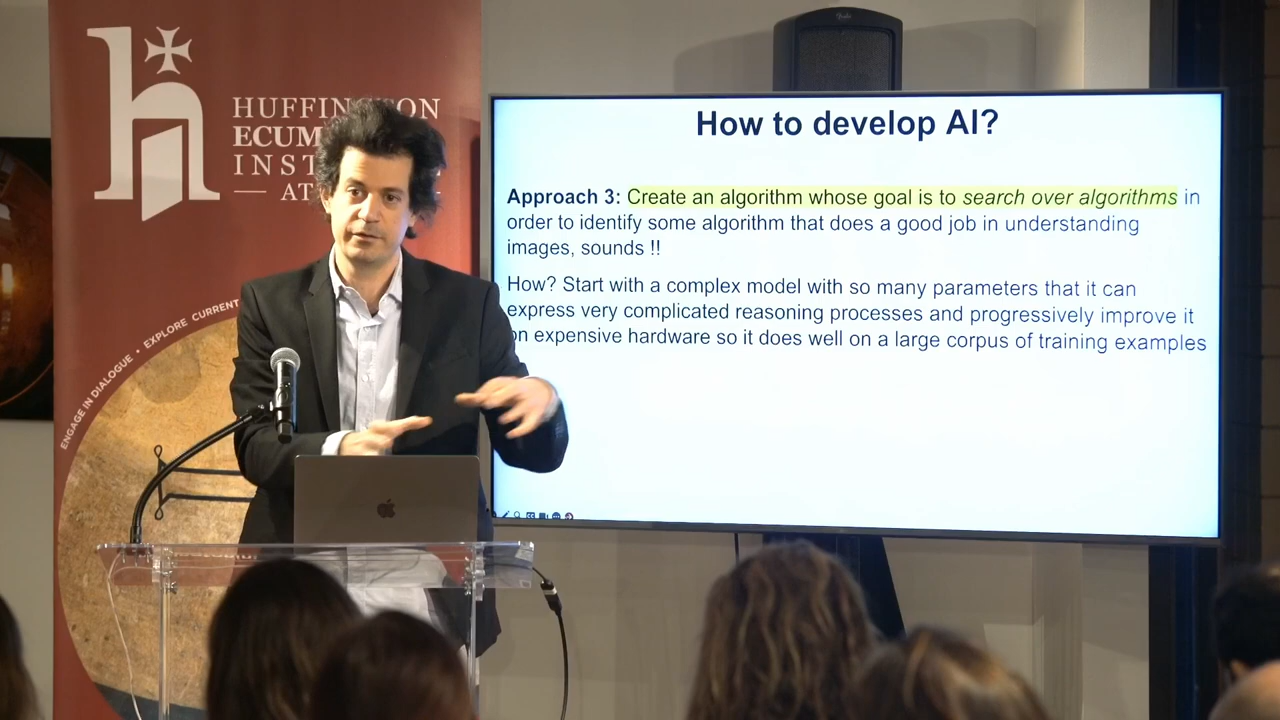 HUFFINGTON
ECUM
INST
AT
ENGAGE IN DIALOGUE • EXPLORE CURRENT
How to develop AI?
Approach 3: Create an algorithm whose goal is to search over algorithms in
order to identify some algorithm that does a good job in understanding
images, sounds !!
How? Start with a complex model with so many parameters that it can
express very complicated reasoning processes and progressively improve it
on expensive hardware so it does well on a large corpus of training examples